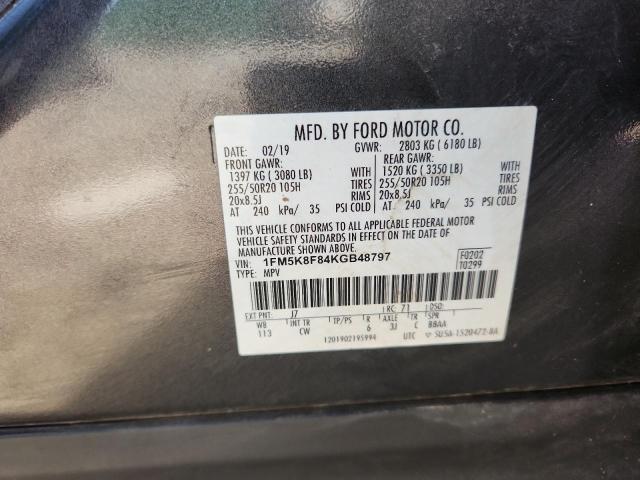 MFD. BY FORD MOTOR CO.
DATE: 02/19 GVWR: 2803 KG ( 6180 LB)
FRONT GAWR: REAR GAWR:
1397 KG ( 3080 LB) WITH 1520 KG ( 3350 LB) WITH
255/50R20 105H TIRES 255/50R20 105H TIRES
20x8.5J RIMS 20x8.5J RIMS
AT 240 kPa/ 35 PSI COLD AT 240 kPa/ 35 PSI COLD
THIS VEHICLE CONFORMS TO ALL APPLICABLE FEDERAL MOTOR
VEHICLE SAFETY STANDARDS IN EFFECT ON THE DATE OF
MANUFACTURE SHOWN ABOVE.
VIN: 1FM5K8F84KGB48797 F0202
TYPE: MPV T0299
EXT PNT: J7 RC: 71 DSO:
WB INT TR TP/PS R AXLE TR SPR
113 CW 6 3J C BBAA
1201902195994 UTC 5U5A-1520472-BA